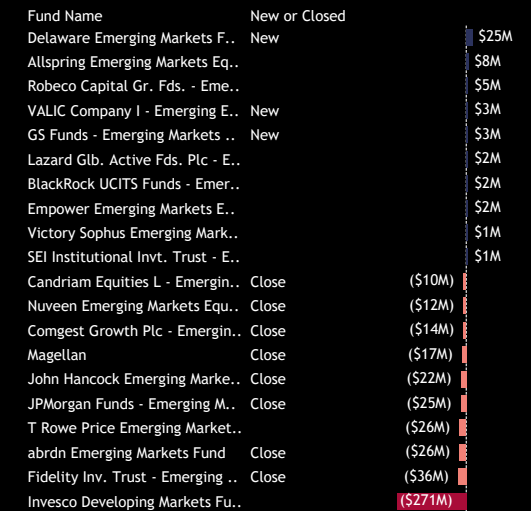 Fund Name New or Closed
Delaware Emerging Markets F.. New $25M
Allspring Emerging Markets Eq.. $8M
Robeco Capital Gr. Fds. - Eme.. $5M
VALIC Company I - Emerging E.. New $3M
GS Funds - Emerging Markets .. New $3M
Lazard Glb. Active Fds. Plc - E.. $2M
BlackRock UCITS Funds - Emer.. $2M
Empower Emerging Markets E.. $2M
Victory Sophus Emerging Mark.. $1M
SEI Institutional Invt. Trust - E.. $1M
Candriam Equities L - Emergin.. Close ($10M)
Nuveen Emerging Markets Equ.. Close ($12M)
Comgest Growth Plc - Emergin.. Close ($14M)
Magellan Close ($17M)
John Hancock Emerging Marke.. Close ($22M)
JPMorgan Funds - Emerging M.. Close ($25M)
T Rowe Price Emerging Market.. ($26M)
abrdn Emerging Markets Fund Close ($26M)
Fidelity Inv. Trust - Emerging .. Close ($36M)
Invesco Developing Markets Fu.. ($271M)